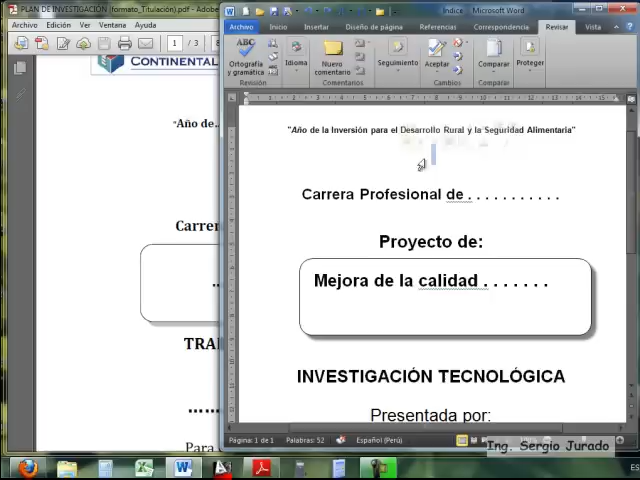 PLAN DE INVESTIGACIÓN (formato_Titulación).pdf - Adobe
Archivo Edición Ver Ventana Ayuda
1 / 3
CONTINENTAL
"Año de..
Carrer
TRA
Para
Índice - Microsoft Word
Archivo Inicio Insertar Diseño de página Referencias Correspondencia Revisar Vista
ABC
Ortografía y gramática
Idioma
Nuevo comentario
Seguimiento
Aceptar
Comparar
Proteger
Revisión
Comentarios
Cambios
"Año de la Inversión para el Desarrollo Rural y la Seguridad Alimentaria"
Carrera Profesional de . . . . . . . . . . .
Proyecto de:
Mejora de la calidad . . . . . . .
INVESTIGACIÓN TECNOLÓGICA
Presentada por:
Página: 1 de 1 Palabras: 52 Español (Perú)
Ing. Sergio Jurado
ES